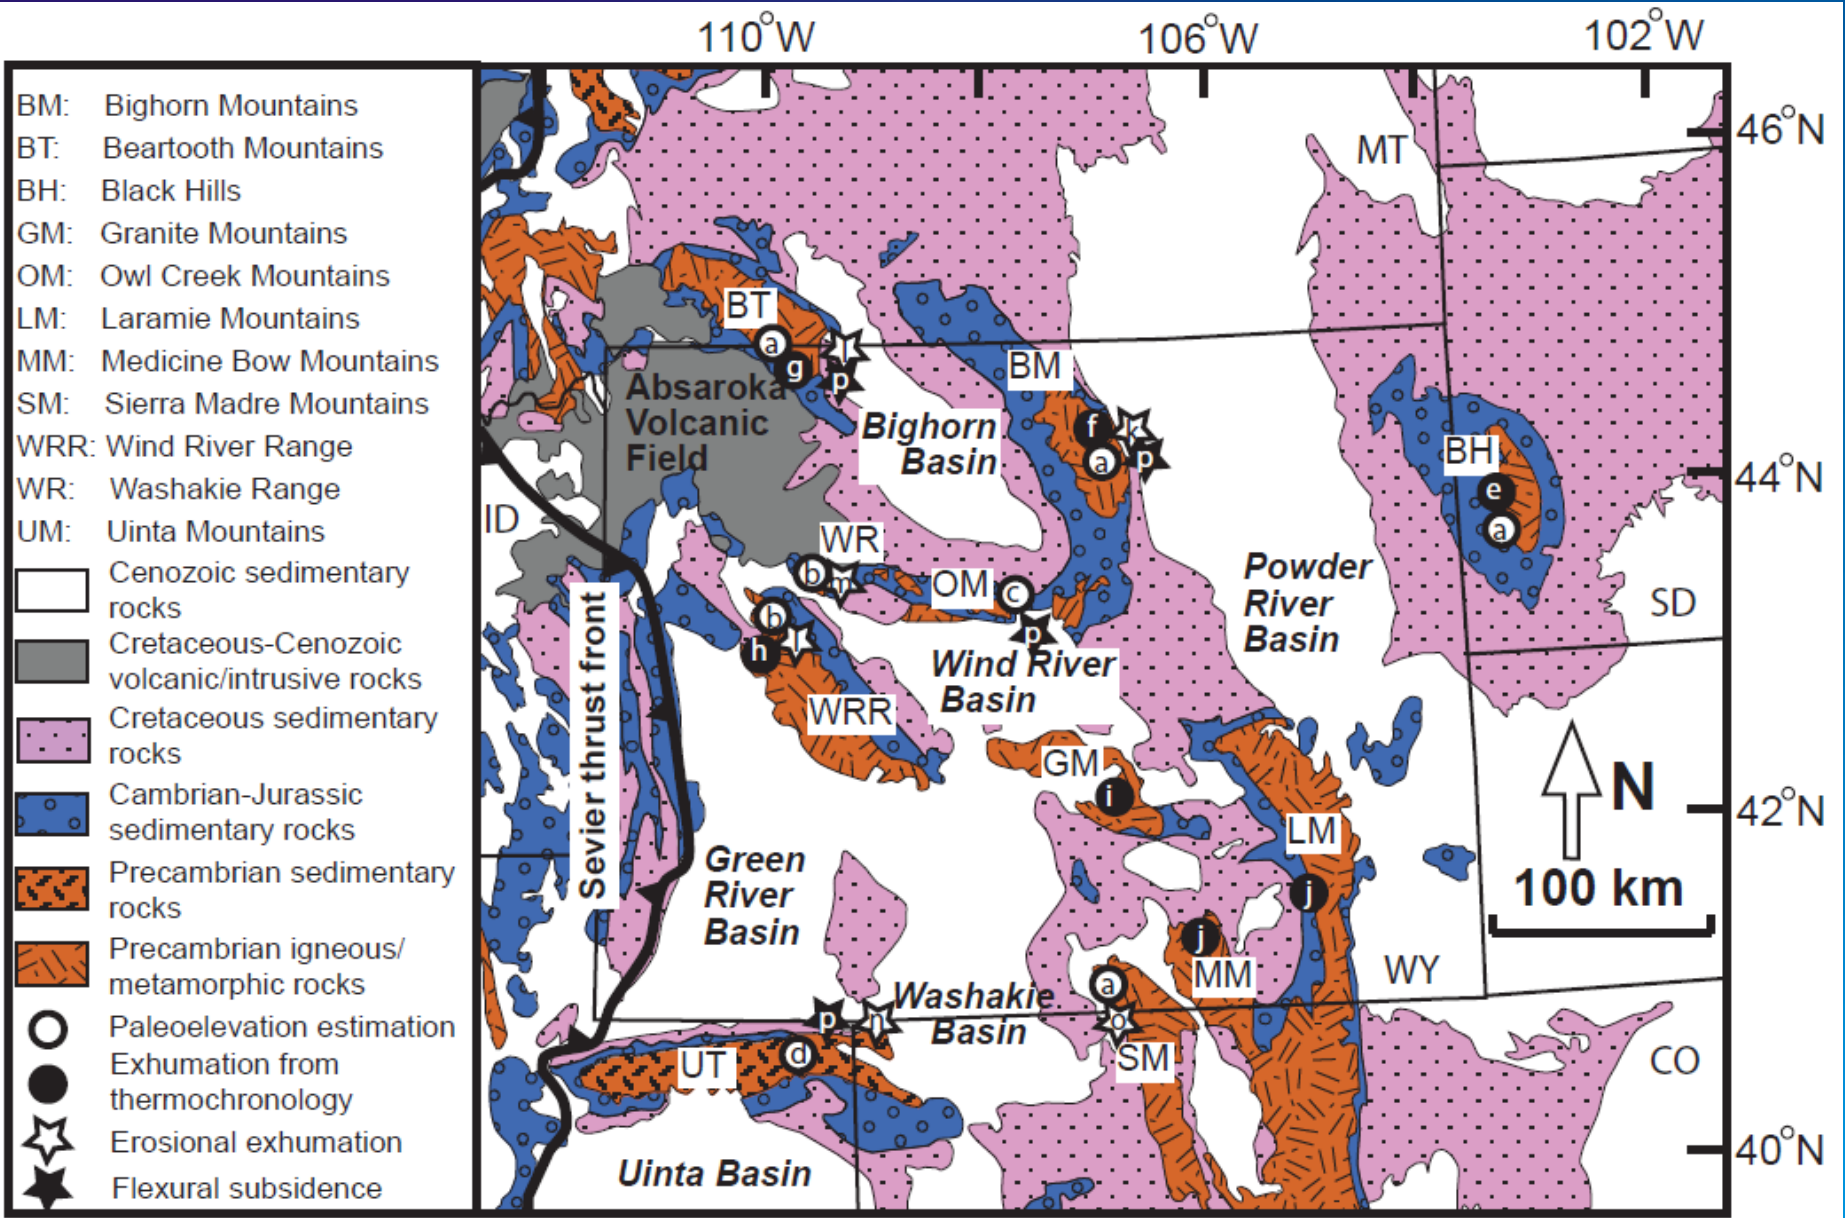 110°W
106°W
102°W
BM: Bighorn Mountains
BT: Beartooth Mountains
BH: Black Hills
GM: Granite Mountains
OM: Owl Creek Mountains
LM: Laramie Mountains
MM: Medicine Bow Mountains
SM: Sierra Madre Mountains
WRR: Wind River Range
WR: Washakie Range
UM: Uinta Mountains
Cenozoic sedimentary
rocks
Cretaceous-Cenozoic
volcanic/intrusive rocks
Cretaceous sedimentary
rocks
Cambrian-Jurassic
sedimentary rocks
Precambrian sedimentary
rocks
Precambrian igneous/
metamorphic rocks
Paleoelevation estimation
Exhumation from
thermochronology
Erosional exhumation
Flexural subsidence
46°N
44°N
42°N
40°N
MT
BT
a
g
l
p
Absaroka
Volcanic
Field
BM
Bighorn
Basin
f
k
a
p
BH
e
a
ID
WR
b
m
OM
c
p
Powder
River
Basin
SD
Sevier thrust front
b
h
l
Wind River
Basin
WRR
GM
i
N
LM
100 km
Green
River
Basin
j
j
MM
WY
a
Washakie
Basin
p
n
o
SM
CO
UT
d
Uinta Basin